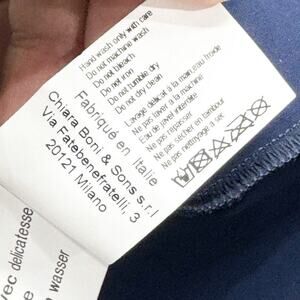 Hand wash only with care
Do not machine wash
Do not bleach
Do not iron
Do not tumble dry
Do not dry clean
Fabriqué en Italie
Chiara Boni & Sons s.r.l
Via Fatebenefratelli, 3
20121 Milano
Lavage délicat a la main eau froide
Ne pas laver a la machine
Eau de javel interdite
Ne pas repasser
Ne pas sécher en tambour
Ne pas nettoyage a sec
vec délicatesse
wasser